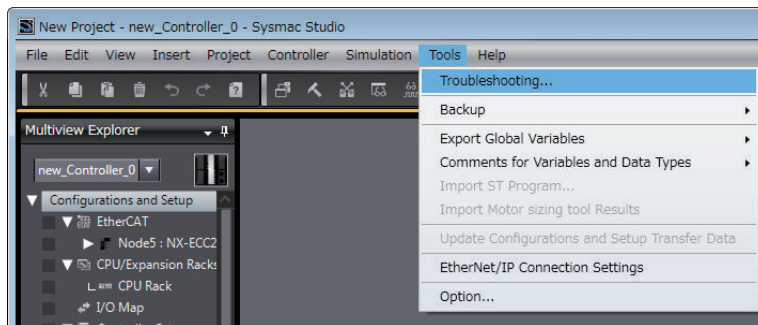 New Project - new_Controller_0 - Sysmac Studio
File Edit View Insert Project Controller Simulation Tools Help
Troubleshooting...
Backup
Export Global Variables
Comments for Variables and Data Types
Import ST Program...
Import Motor sizing tool Results
Update Configurations and Setup Transfer Data
EtherNet/IP Connection Settings
Option...
Multiview Explorer
new_Controller_0
Configurations and Setup
EtherCAT
Node5 : NX-ECC2
CPU/Expansion Racks
CPU Rack
I/O Map